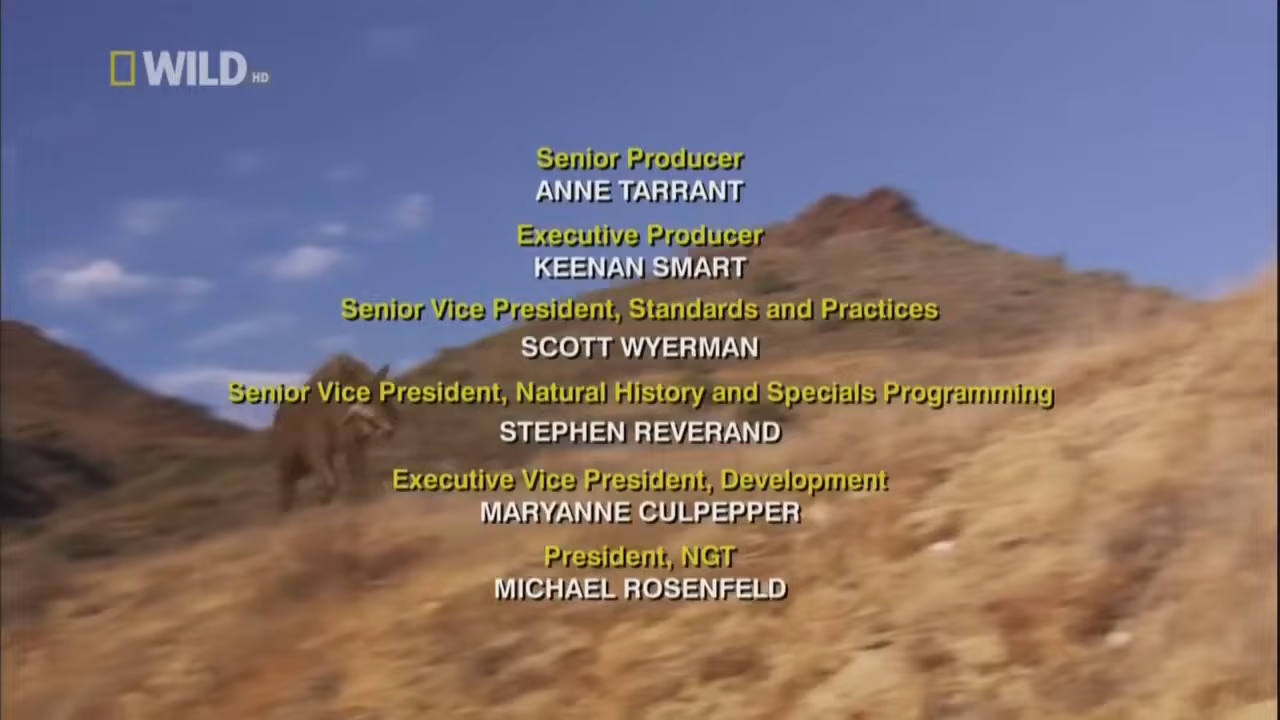 WILD HD
Senior Producer
ANNE TARRANT
Executive Producer
KEENAN SMART
Senior Vice President, Standards and Practices
SCOTT WYERMAN
Senior Vice President, Natural History and Specials Programming
STEPHEN REVERAND
Executive Vice President, Development
MARYANNE CULPEPPER
President, NGT
MICHAEL ROSENFELD